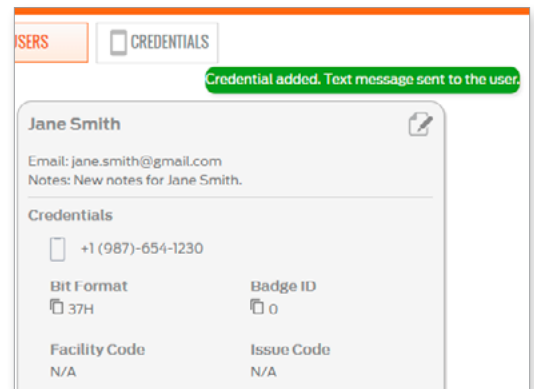 USERS CREDENTIALS
Credential added. Text message sent to the user.
Jane Smith
Email: jane.smith@gmail.com
Notes: New notes for Jane Smith.
Credentials
+1 (987)-654-1230
Bit Format Badge ID
37H 0
Facility Code Issue Code
N/A N/A